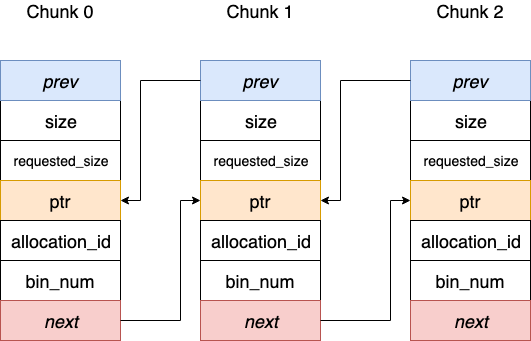 Chunk 0
Chunk 1
Chunk 2
prev
prev
prev
size
size
size
requested_size
requested_size
requested_size
ptr
ptr
ptr
allocation_id
allocation_id
allocation_id
bin_num
bin_num
bin_num
next
next
next